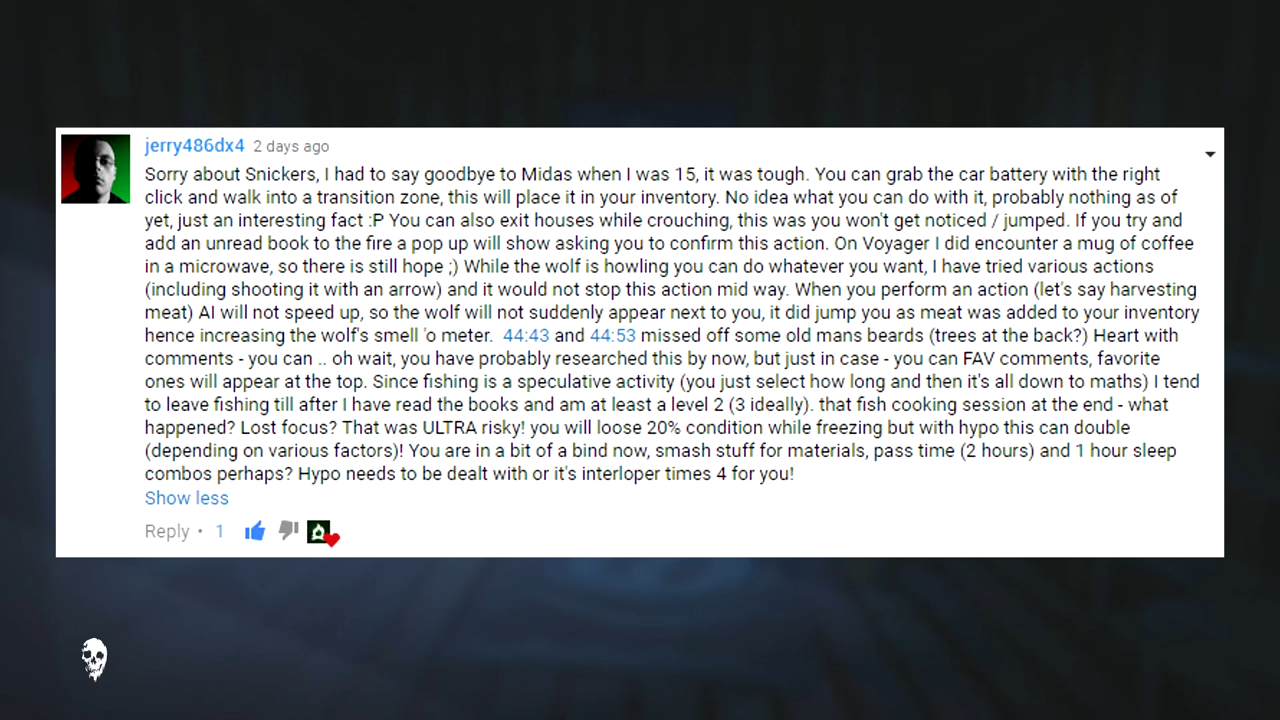 jerry486dx4 2 days ago
Sorry about Snickers, I had to say goodbye to Midas when I was 15, it was tough. You can grab the car battery with the right
click and walk into a transition zone, this will place it in your inventory. No idea what you can do with it, probably nothing as of
yet, just an interesting fact :P You can also exit houses while crouching, this was you won't get noticed / jumped. If you try and
add an unread book to the fire a pop up will show asking you to confirm this action. On Voyager I did encounter a mug of coffee
in a microwave, so there is still hope ;) While the wolf is howling you can do whatever you want, I have tried various actions
(including shooting it with an arrow) and it would not stop this action mid way. When you perform an action (let's say harvesting
meat) AI will not speed up, so the wolf will not suddenly appear next to you, it did jump you as meat was added to your inventory
hence increasing the wolf's smell 'o meter. 44:43 and 44:53 missed off some old mans beards (trees at the back?) Heart with
comments - you can .. oh wait, you have probably researched this by now, but just in case - you can FAV comments, favorite
ones will appear at the top. Since fishing is a speculative activity (you just select how long and then it's all down to maths) I tend
to leave fishing till after I have read the books and am at least a level 2 (3 ideally). that fish cooking session at the end - what
happened? Lost focus? That was ULTRA risky! you will loose 20% condition while freezing but with hypo this can double
(depending on various factors)! You are in a bit of a bind now, smash stuff for materials, pass time (2 hours) and 1 hour sleep
combos perhaps? Hypo needs to be dealt with or it's interloper times 4 for you!
Show less
Reply • 1